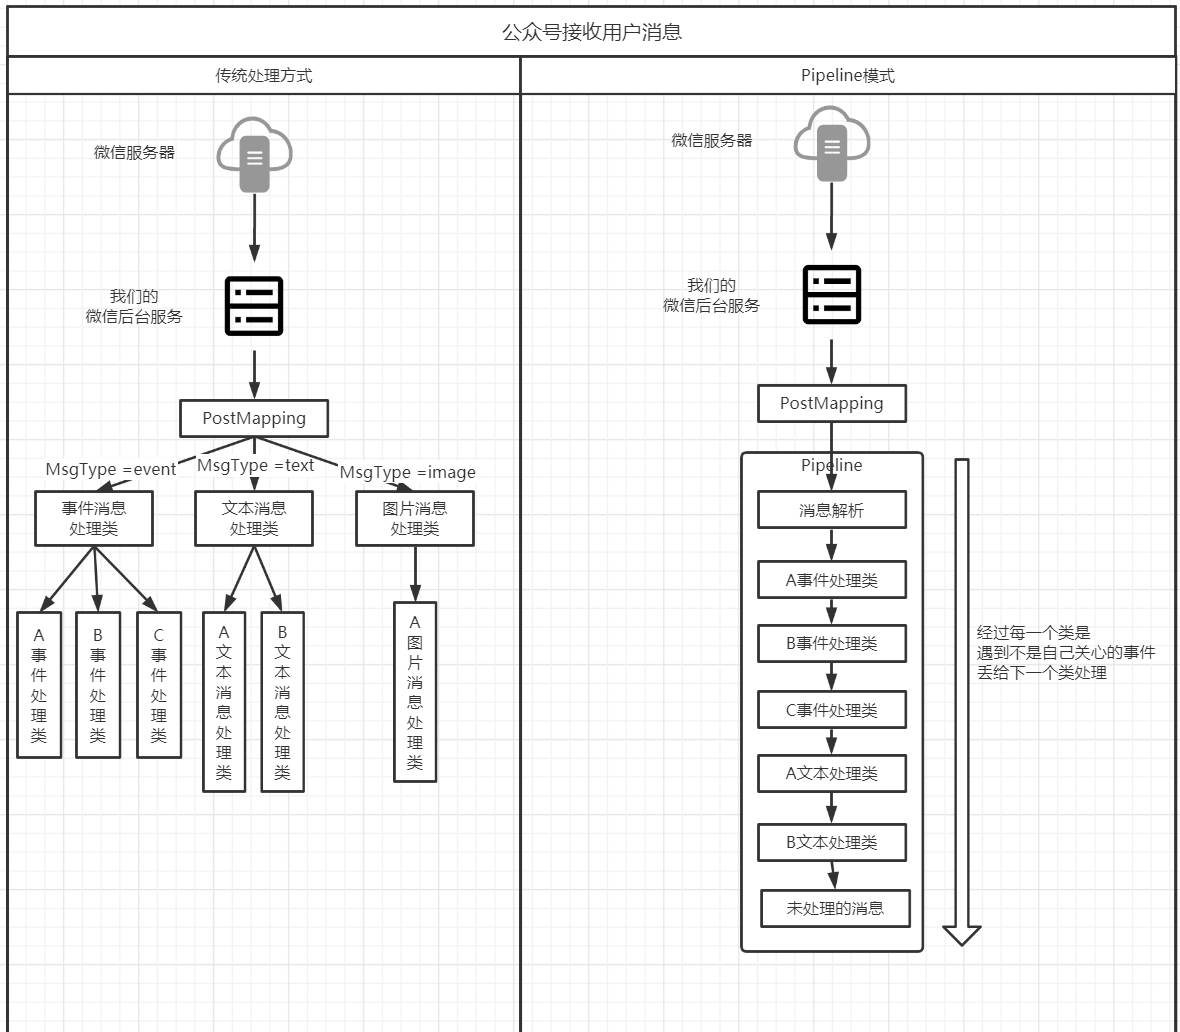 公众号接收用户消息
传统处理方式
微信服务器
我们的
微信后台服务
PostMapping
MsgType =event
MsgType =text
MsgType =image
事件消息
处理类
文本消息
处理类
图片消息
处理类
A事件处理类
B事件处理类
C事件处理类
A文本消息处理类
B文本消息处理类
A图片消息处理类
Pipeline模式
微信服务器
我们的
微信后台服务
PostMapping
Pipeline
消息解析
A事件处理类
B事件处理类
C事件处理类
A文本处理类
B文本处理类
未处理的消息
经过每一个类是
遇到不是自己关心的事件
丢给下一个类处理